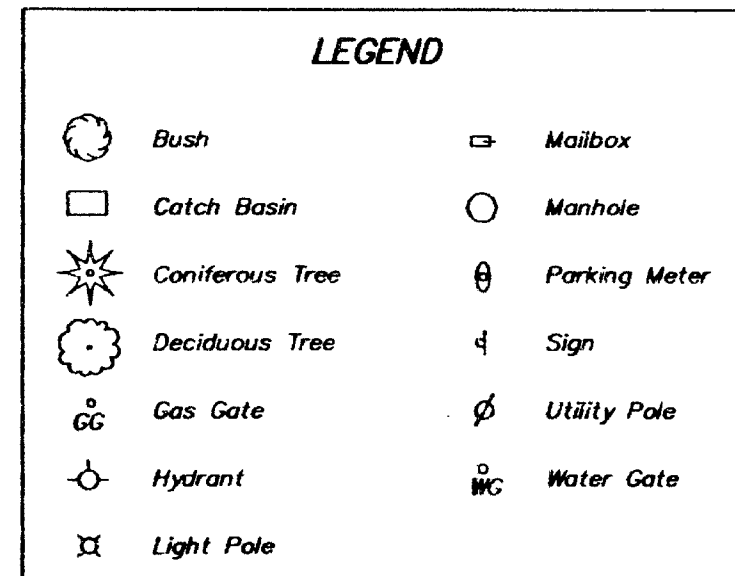 LEGEND
Bush
Mailbox
Catch Basin
Manhole
Coniferous Tree
Parking Meter
Deciduous Tree
Sign
GG Gas Gate
Utility Pole
Hydrant
WG Water Gate
Light Pole